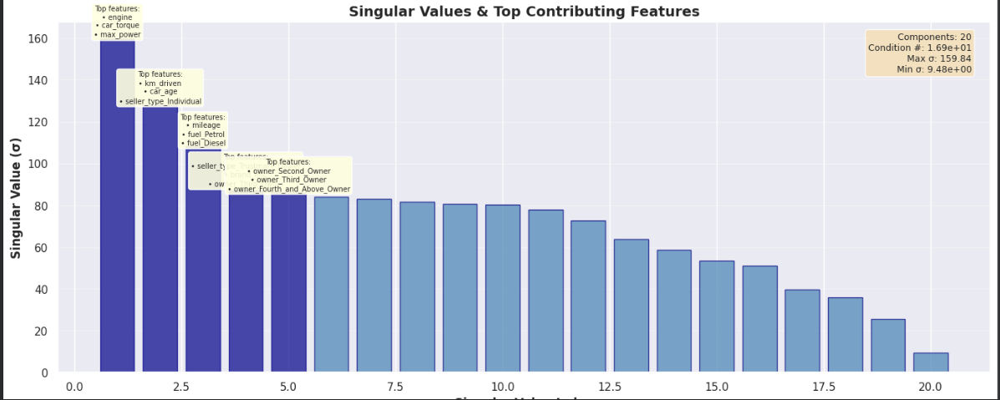 Singular Values & Top Contributing Features
Top features:
• engine
• car_torque
• max_power
Top features:
• km_driven
• car_age
• seller_type_Individual
Top features:
• mileage
• fuel_Petrol
• fuel_Diesel
Top features:
Top features:
• owner_Second_Owner
• owner_Third_Owner
• owner_Fourth_and_Above_Owner
Components: 20
Condition #: 1.69e+01
Max σ: 159.84
Min σ: 9.48e+00
Singular Value (σ)
160
140
120
100
80
60
40
20
0
0.0 2.5 5.0 7.5 10.0 12.5 15.0 17.5 20.0